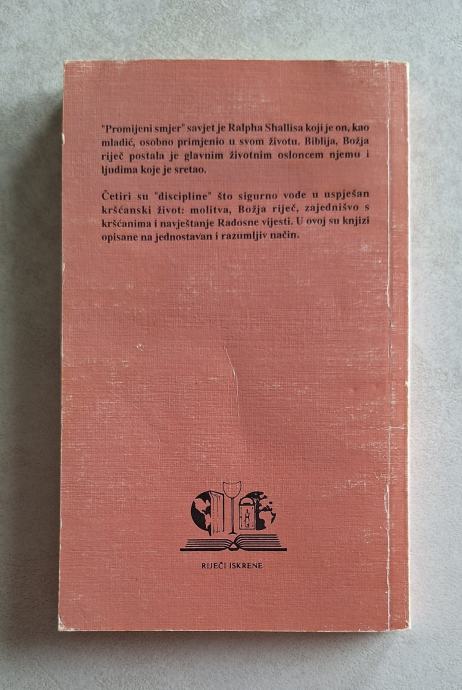 "Promijeni smjer" savjet je Ralpha Shallisa koji je on, kao
mladić, osobno primjenio u svom životu. Biblija, Božja
riječ postala je glavnim životnim osloncem njemu i
ljudima koje je sretao.
Četiri su "discipline" što sigurno vode u uspješan
kršćanski život: molitva, Božja riječ, zajednišvo s
kršćanima i navještanje Radosne vijesti. U ovoj su knjizi
opisane na jednostavan i razumljiv način.
RIJEČI ISKRENE